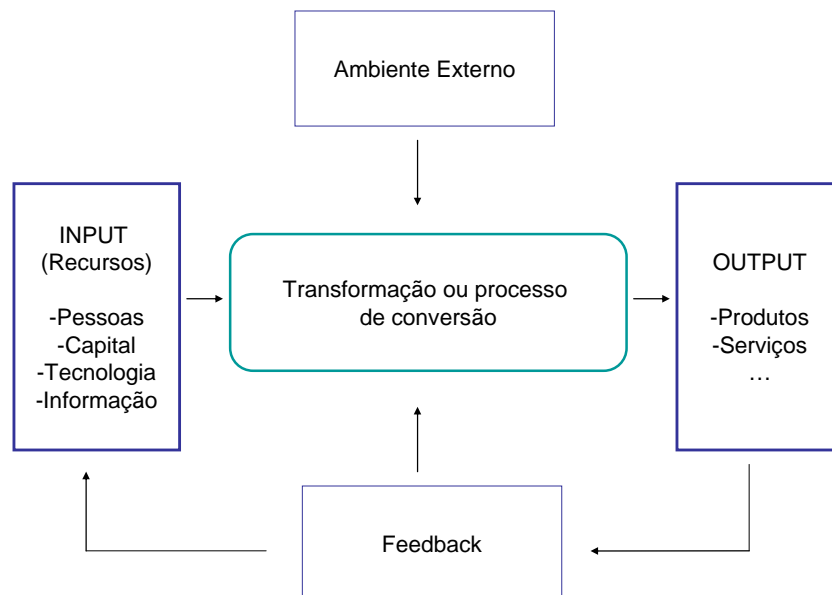 Ambiente Externo
INPUT
(Recursos)
-Pessoas
-Capital
-Tecnologia
-Informação
Transformação ou processo
de conversão
OUTPUT
-Produtos
-Serviços
…
Feedback